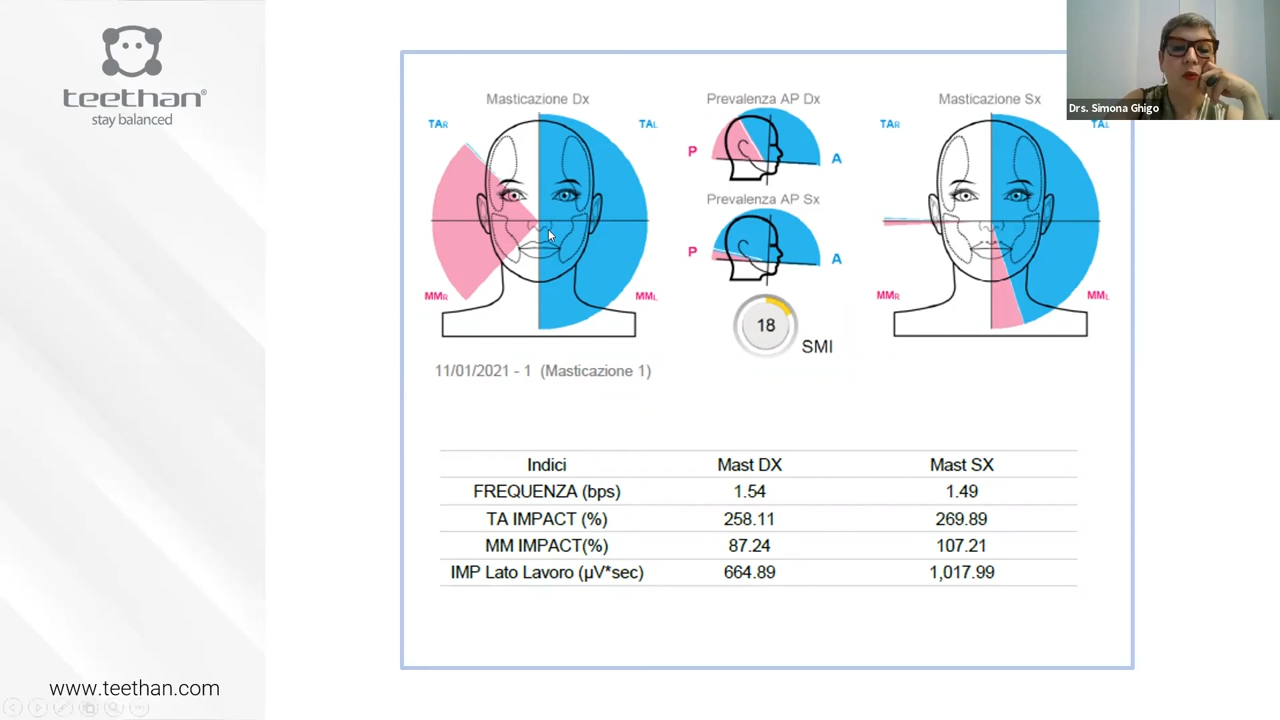 teethan®
stay balanced
www.teethan.com
Masticazione Dx
TAR
TAL
MMR
MML
11/01/2021 - 1 (Masticazione 1)
Prevalenza AP Dx
P
A
Prevalenza AP Sx
P
A
18
SMI
Masticazione Sx
TAR
TAL
MMR
MML
Drs. Simona Ghigo
Indici Mast DX Mast SX
FREQUENZA (bps) 1.54 1.49
TA IMPACT (%) 258.11 269.89
MM IMPACT(%) 87.24 107.21
IMP Lato Lavoro (µV*sec) 664.89 1,017.99